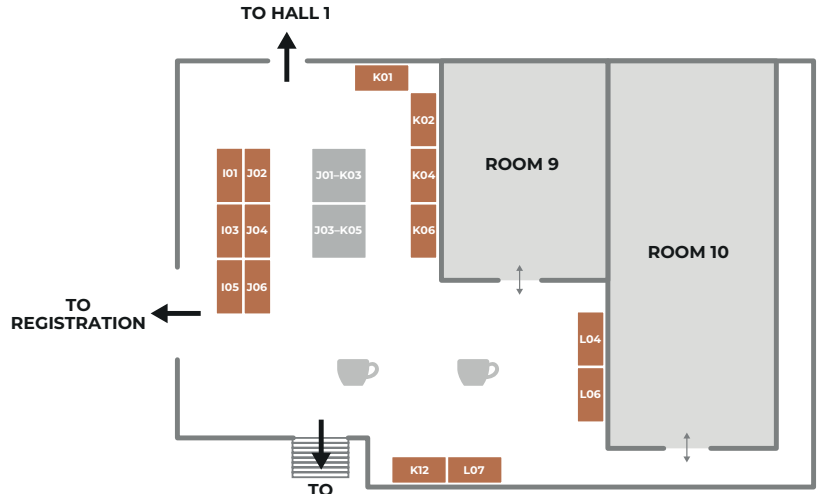 TO HALL 1
K01
K02
I01 J02 J01–K03 K04
ROOM 9
I03 J04 J03–K05 K06
ROOM 10
I05 J06
TO
REGISTRATION
L04
L06
K12 L07
TO